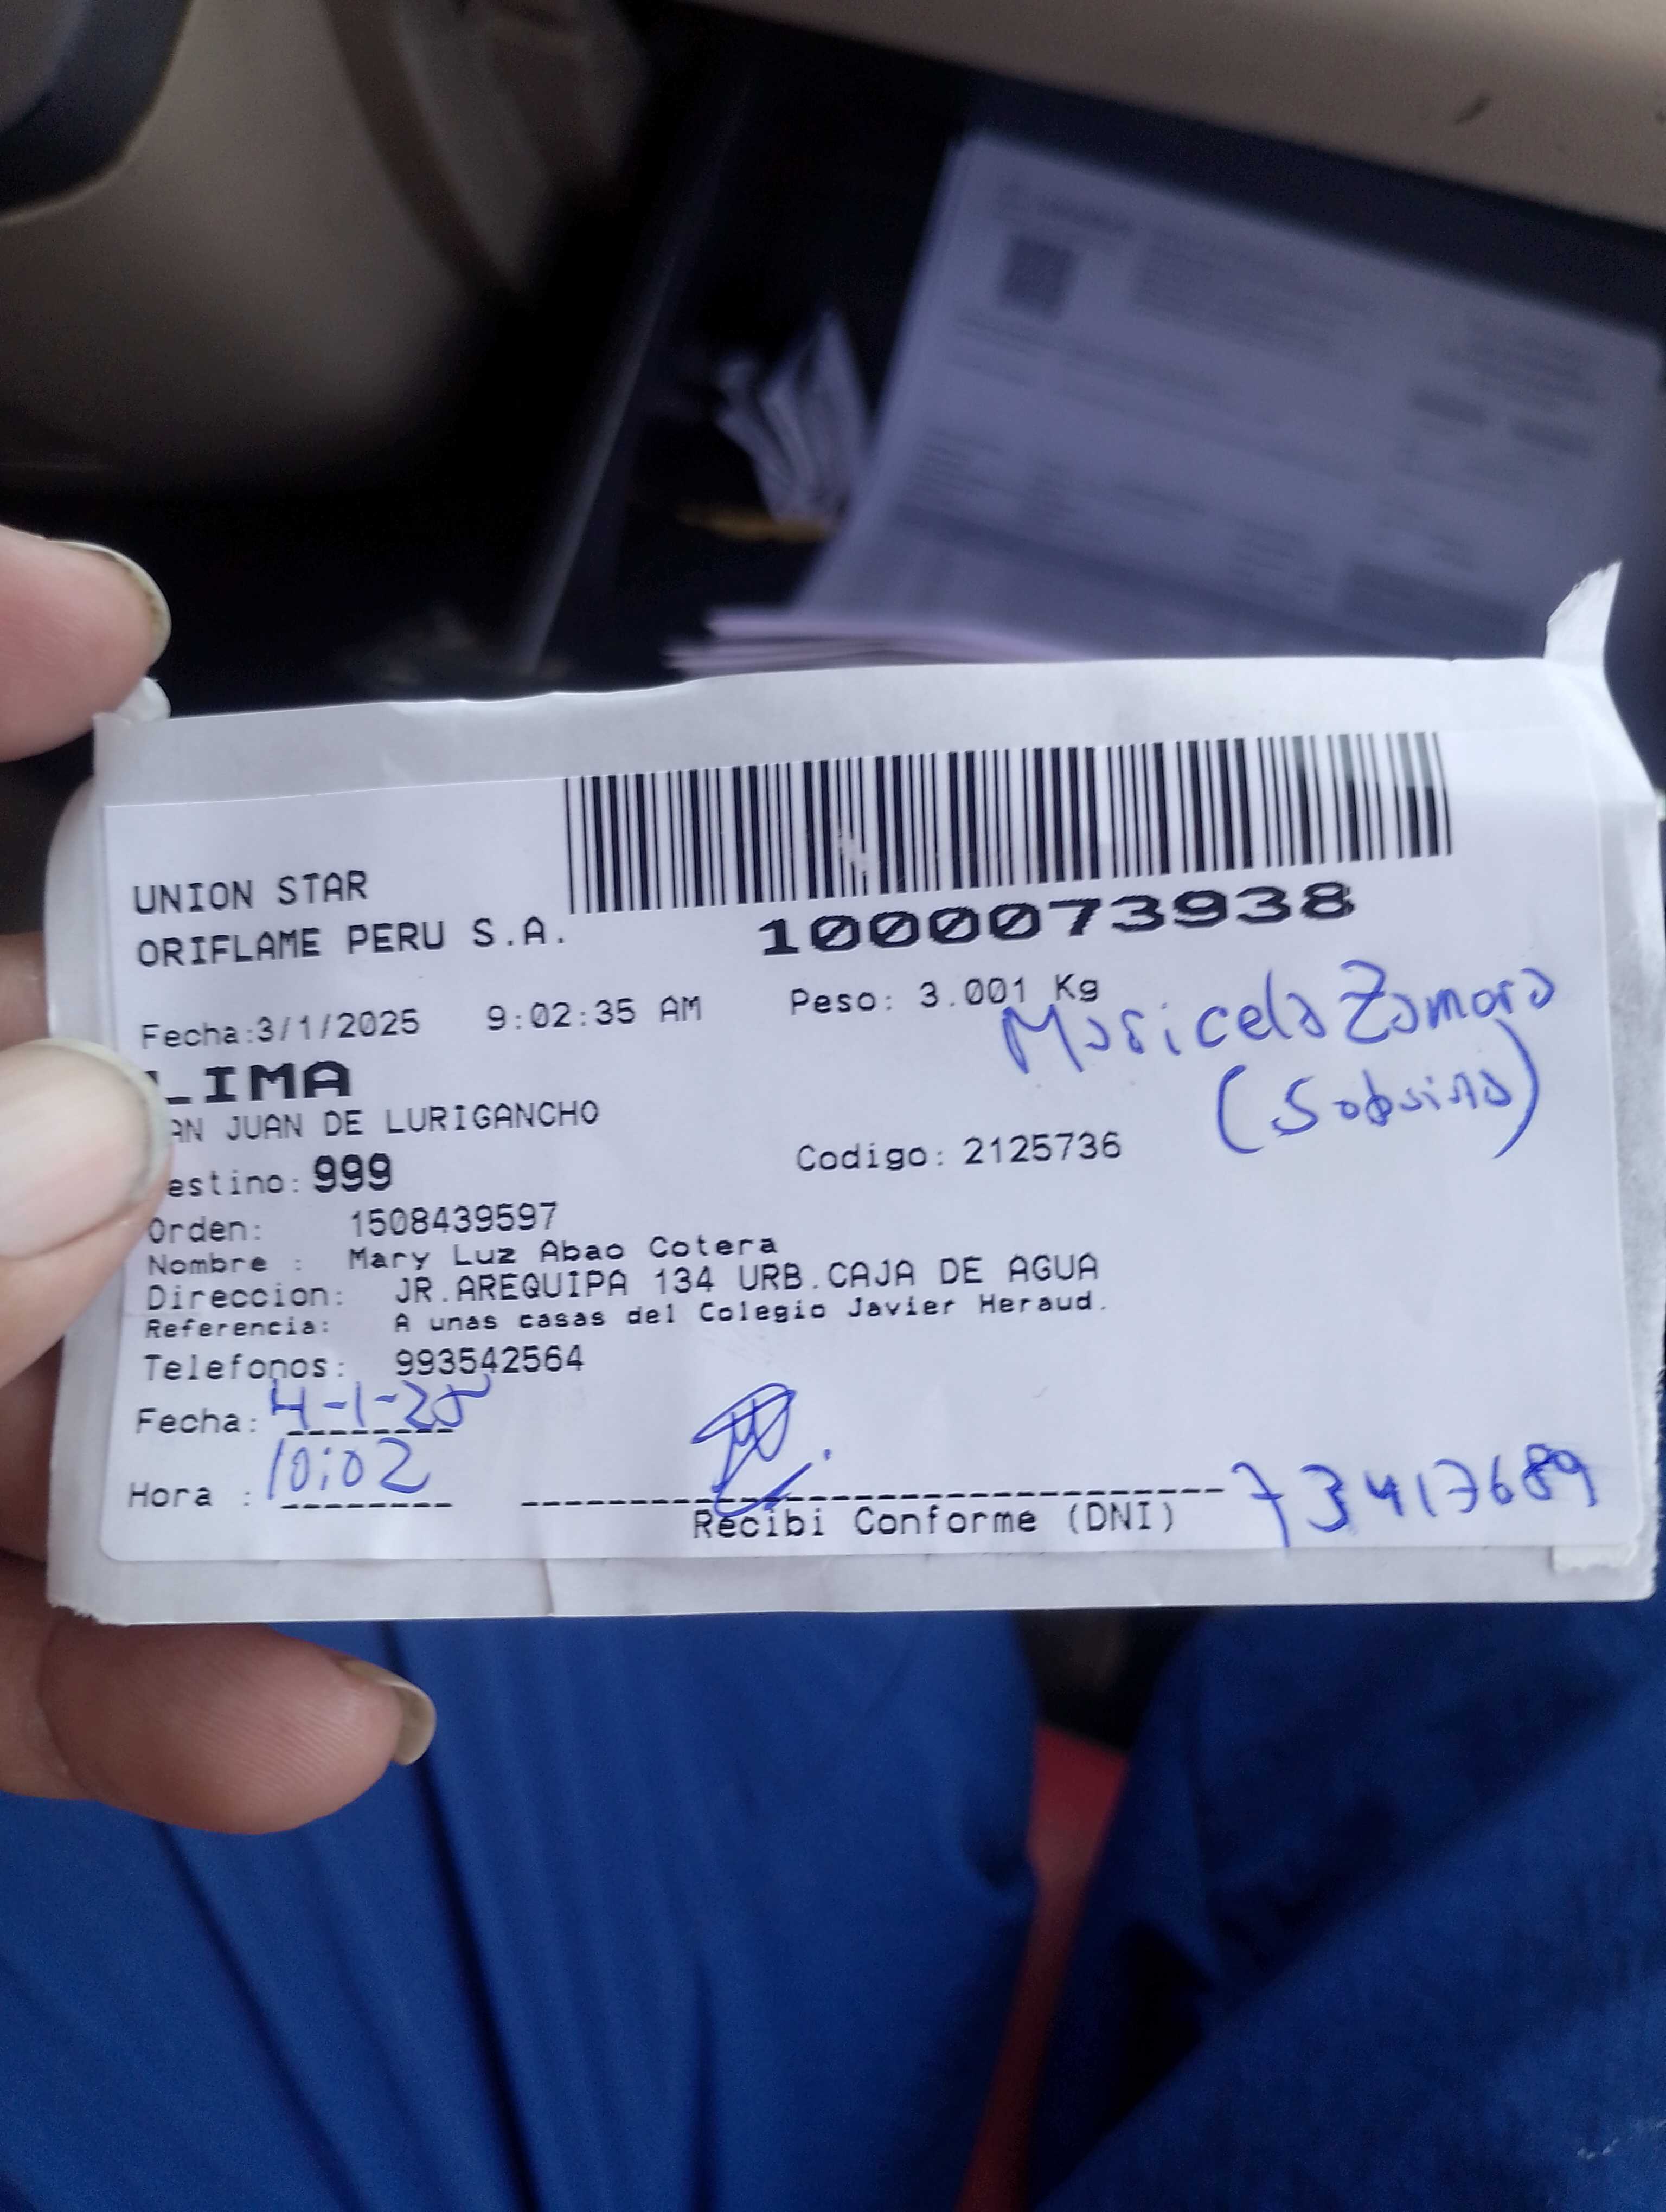 UNION STAR
ORIFLAME PERU S.A.
1000073938
Fecha:3/1/2025 9:02:35 AM Peso: 3.001 Kg
Maricela Zamora
(Sobrina)
LIMA
AN JUAN DE LURIGANCHO
estino: 999 Codigo: 2125736
Orden: 1508439597
Nombre : Mary Luz Abao Cotera
Direccion: JR.AREQUIPA 134 URB.CAJA DE AGUA
Referencia: A unas casas del Colegio Javier Heraud.
Telefonos: 993542564
Fecha: 4-1-25
Hora : 10:02
Recibi Conforme (DNI) 73417689